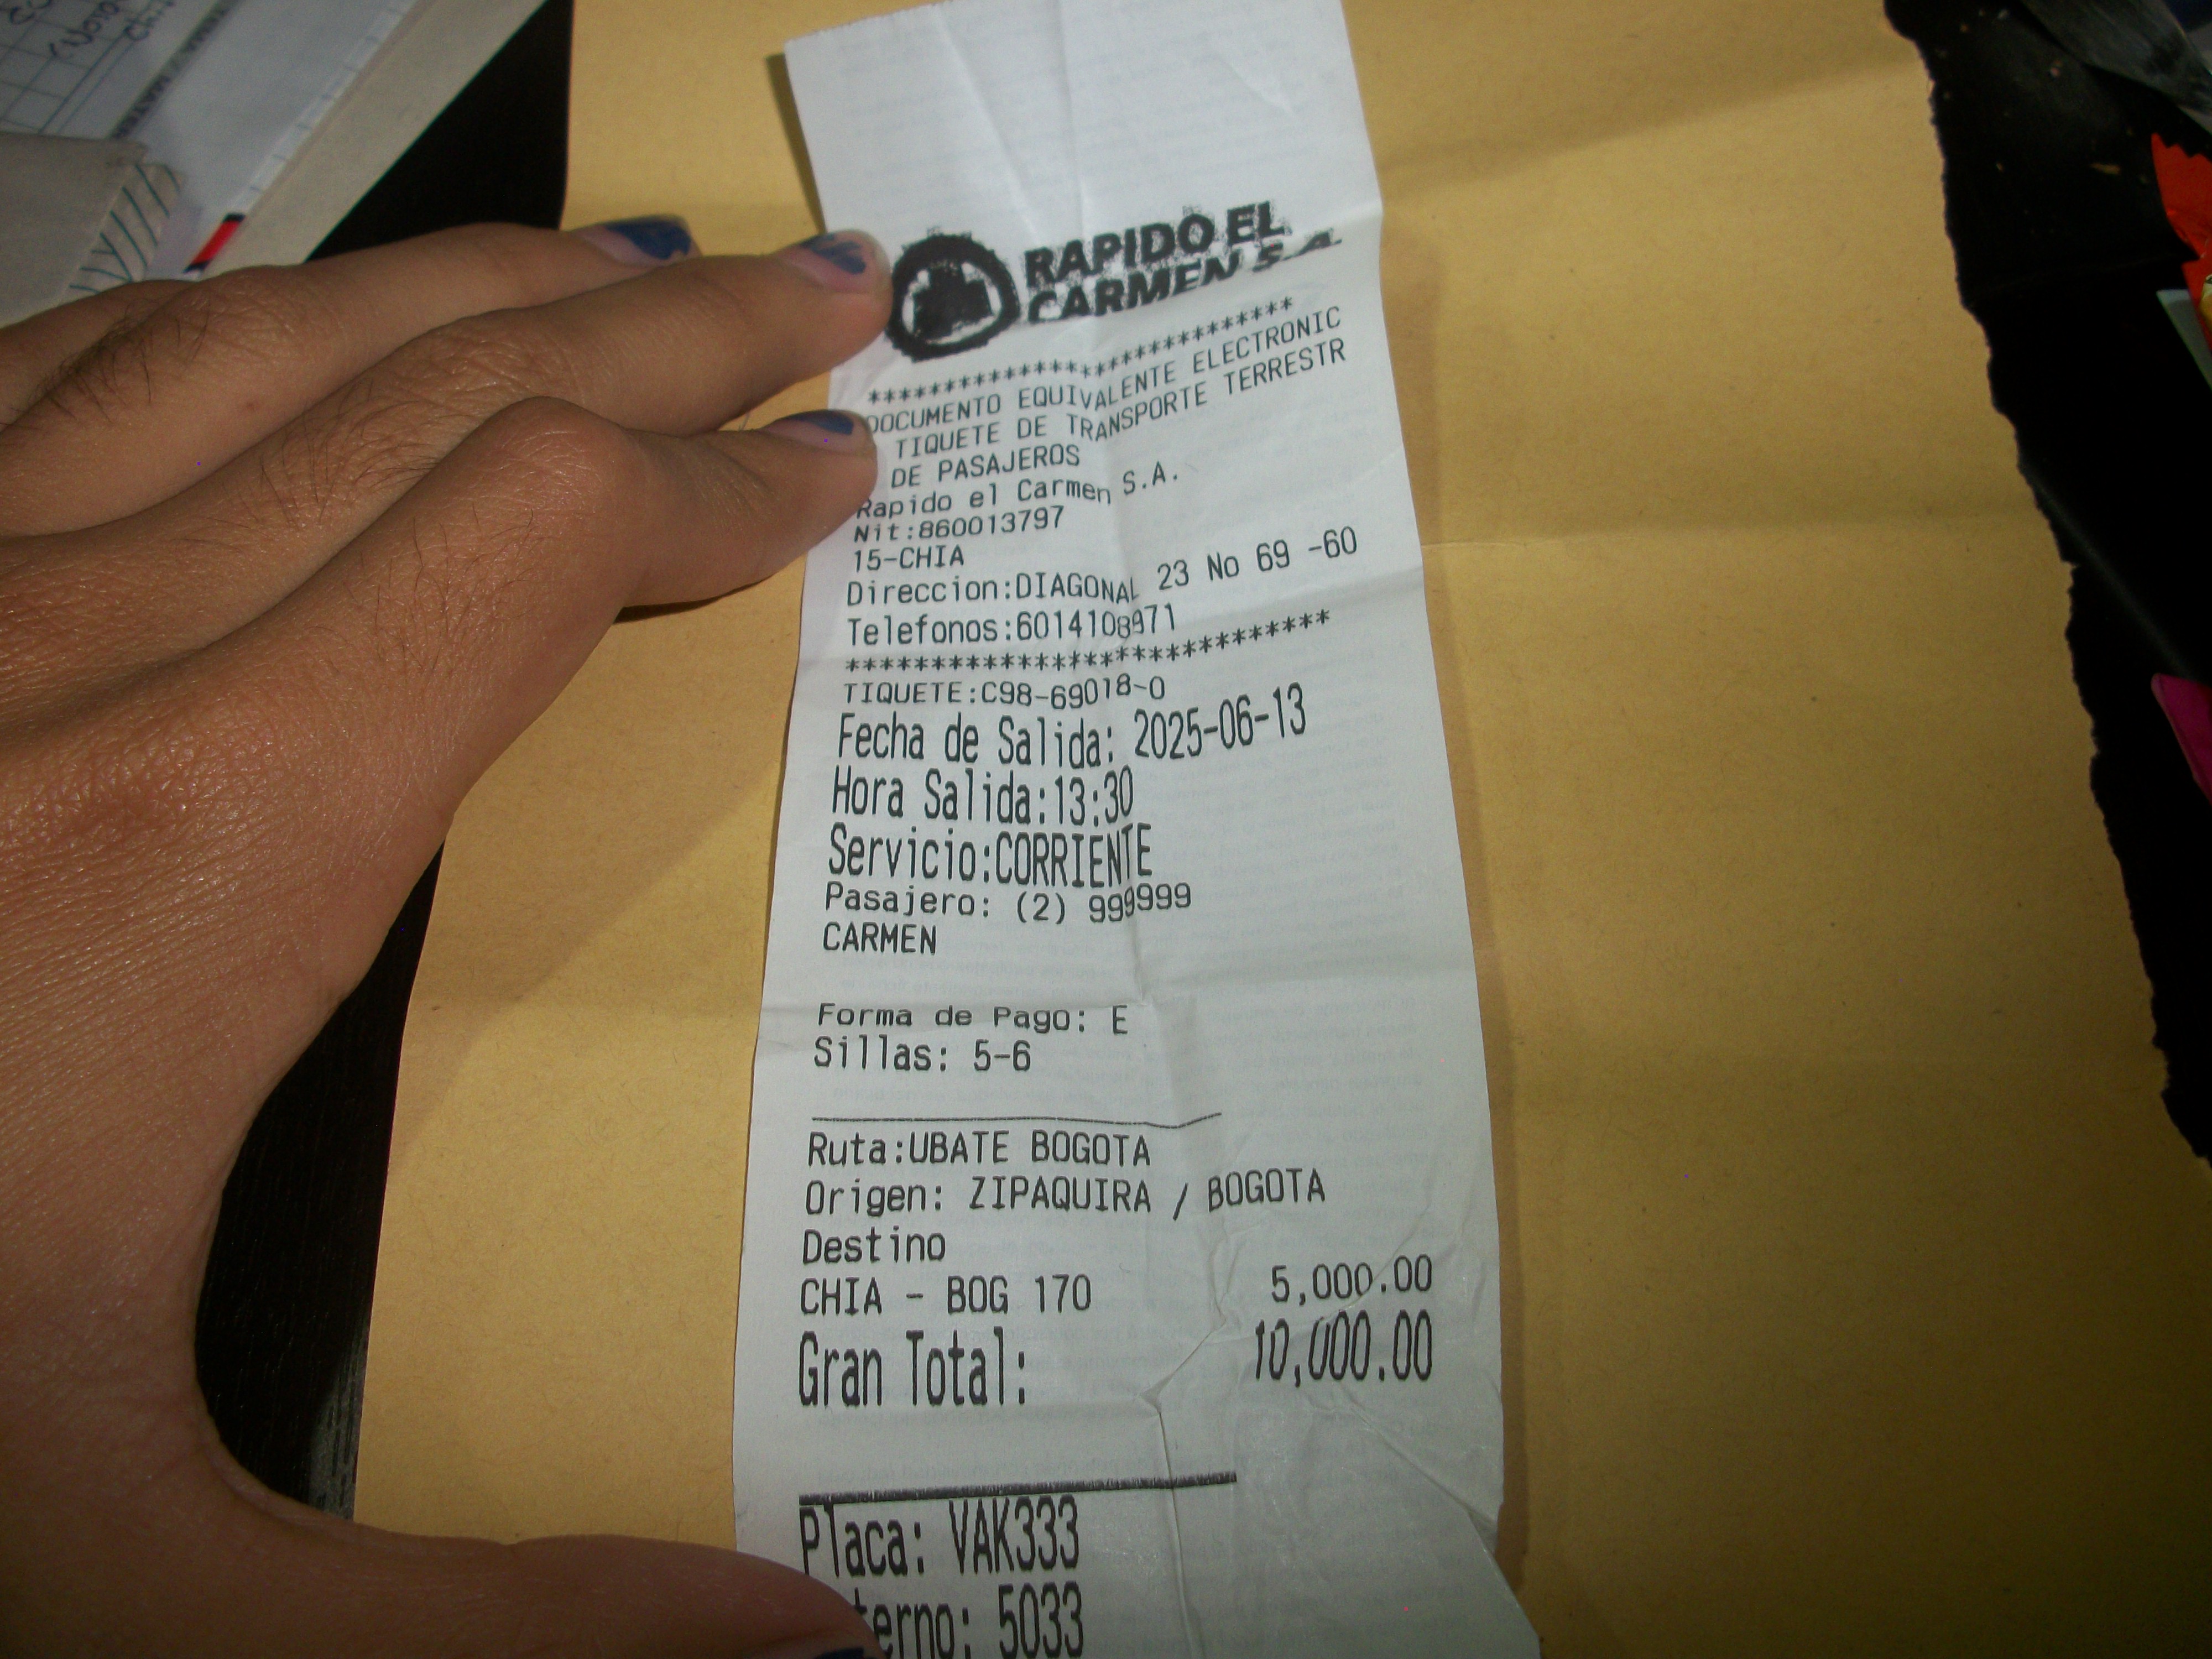 RAPIDO EL
CARMEN S.A.
*******************************
DOCUMENTO EQUIVALENTE ELECTRONIC
TIQUETE DE TRANSPORTE TERRESTR
DE PASAJEROS
Rapido el Carmen S.A.
Nit:860013797
15-CHIA
Direccion:DIAGONAL 23 No 69 -60
Telefonos:6014108971
*******************************
TIQUETE:C98-69018-0
Fecha de Salida: 2025-06-13
Hora Salida:13:30
Servicio:CORRIENTE
Pasajero: (2) 999999
CARMEN
Forma de Pago: E
Sillas: 5-6
Ruta:UBATE BOGOTA
Origen: ZIPAQUIRA / BOGOTA
Destino
CHIA - BOG 170 5,000.00
Gran Total: 10,000.00
Placa: VAK333
terno: 5033